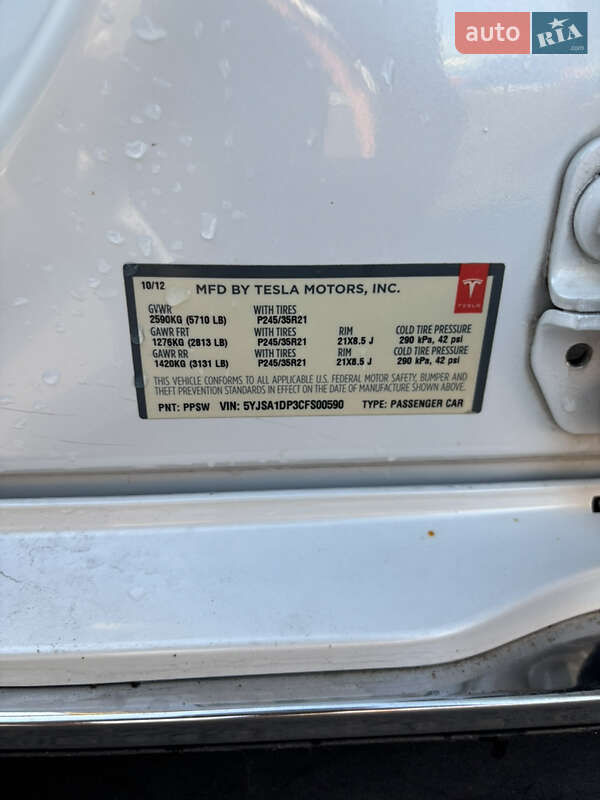 auto RIA .com
10/12 MFD BY TESLA MOTORS, INC.
TESLA
GVWR WITH TIRES
2590KG (5710 LB) P245/35R21
GAWR FRT WITH TIRES RIM COLD TIRE PRESSURE
1276KG (2813 LB) P245/35R21 21X8.5 J 290 kPa, 42 psi
GAWR RR WITH TIRES RIM COLD TIRE PRESSURE
1420KG (3131 LB) P245/35R21 21X8.5 J 290 kPa, 42 psi
THIS VEHICLE CONFORMS TO ALL APPLICABLE U.S. FEDERAL MOTOR SAFETY, BUMPER AND
THEFT PREVENTION STANDARDS IN EFFECT ON THE DATE OF MANUFACTURE SHOWN ABOVE.
PNT: PPSW VIN: 5YJSA1DP3CFS00590 TYPE: PASSENGER CAR